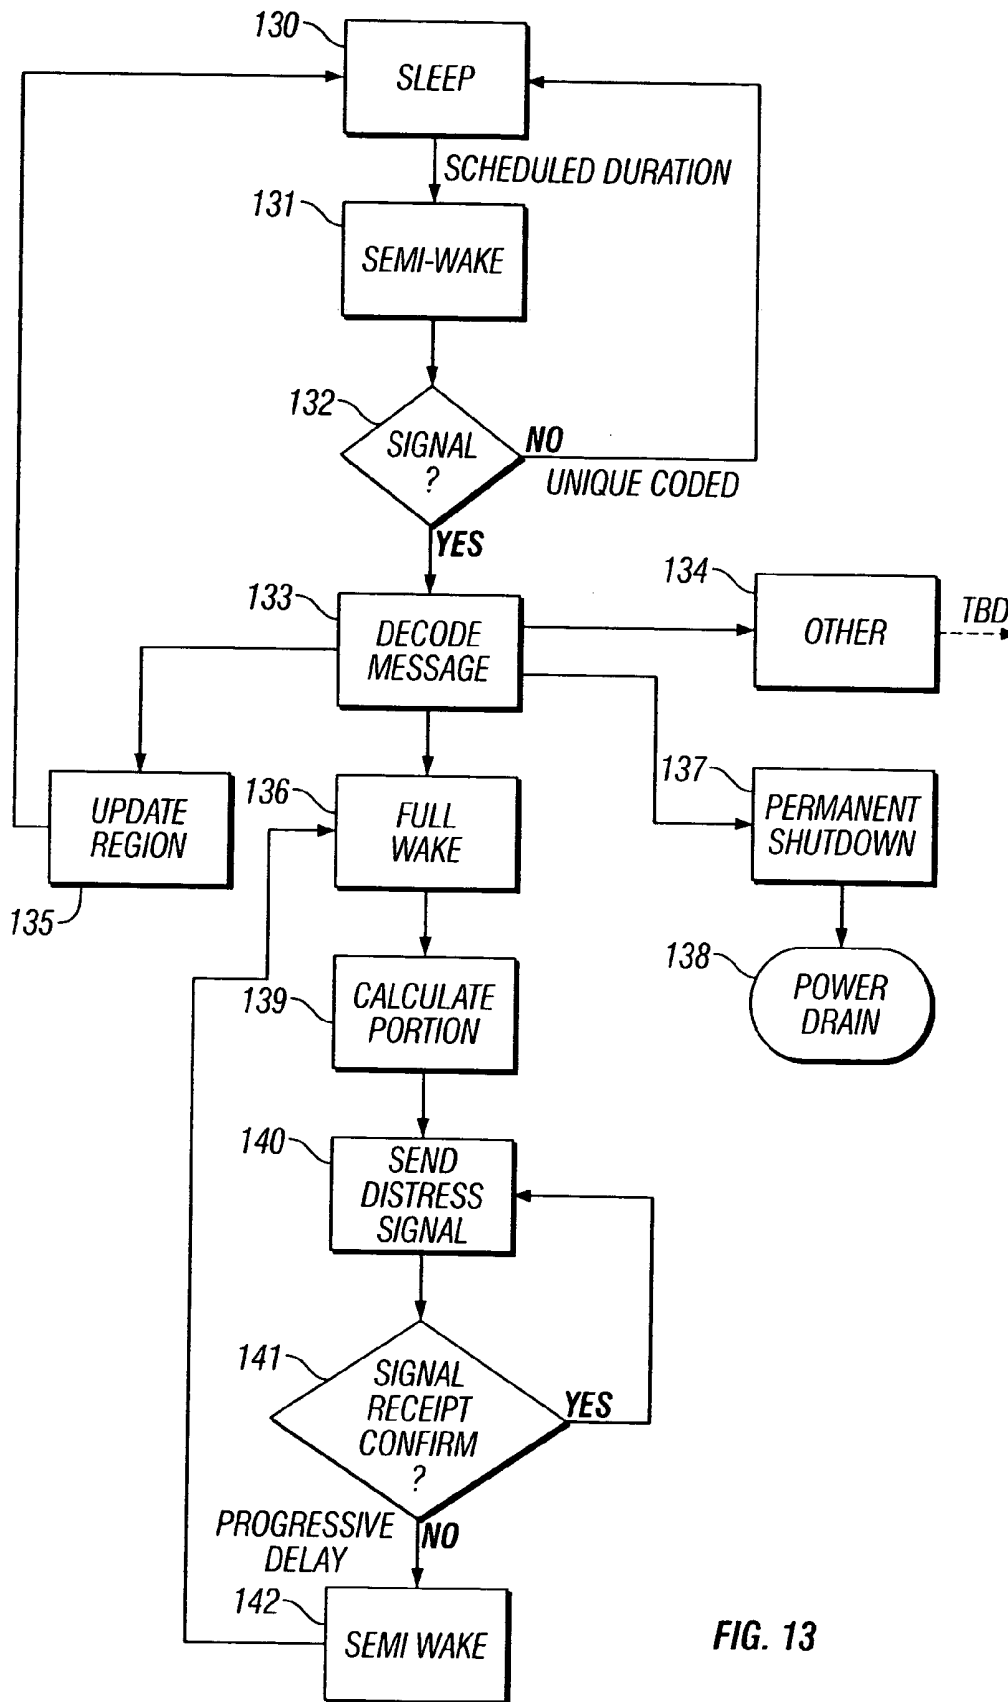 130
SLEEP
SCHEDULED DURATION
131
SEMI-WAKE
132
SIGNAL
?
NO
UNIQUE CODED
YES
133
DECODE
MESSAGE
134
OTHER
TBD
135
UPDATE
REGION
136
FULL
WAKE
137
PERMANENT
SHUTDOWN
138
POWER
DRAIN
139
CALCULATE
PORTION
140
SEND
DISTRESS
SIGNAL
141
SIGNAL
RECEIPT
CONFIRM
?
YES
NO
PROGRESSIVE
DELAY
142
SEMI WAKE
FIG. 13